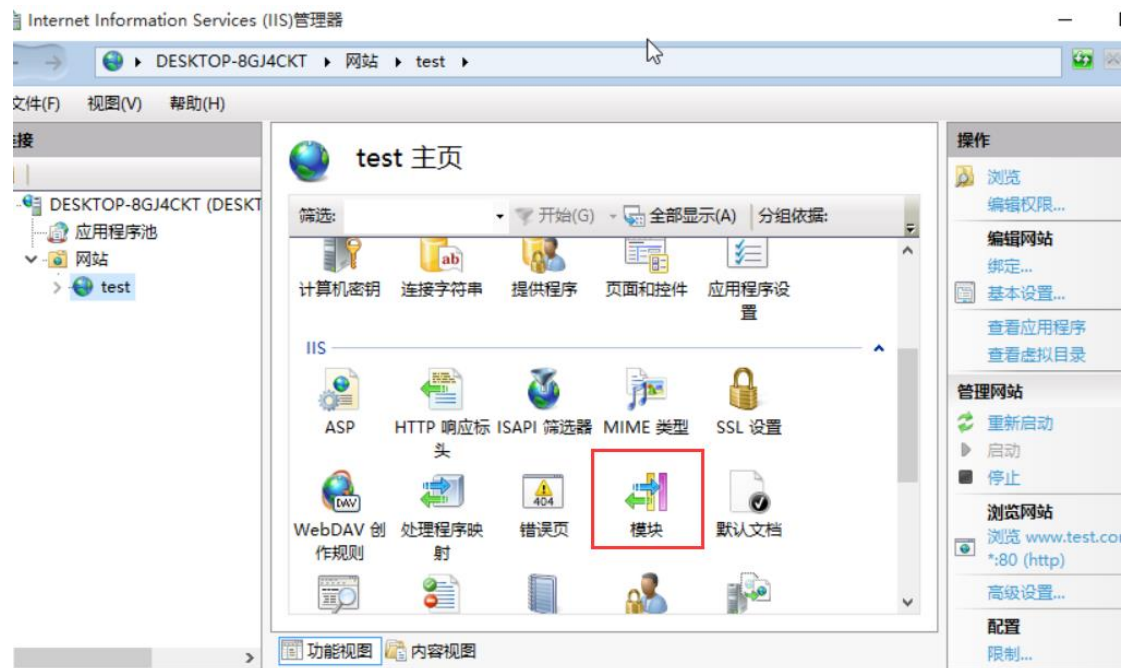 Internet Information Services (IIS)管理器
DESKTOP-8GJ4CKT
网站
test
文件(F) 视图(V) 帮助(H)
连接
DESKTOP-8GJ4CKT (DESKT
应用程序池
网站
test
test 主页
筛选:
开始(G)
全部显示(A)
分组依据:
计算机密钥
连接字符串
ab
提供程序
页面和控件
应用程序设
置
IIS
ASP
HTTP 响应标
头
ISAPI 筛选器
MIME 类型
SSL 设置
DAV
WebDAV 创
作规则
处理程序映
射
404
错误页
模块
默认文档
功能视图
内容视图
操作
浏览
编辑权限...
编辑网站
绑定...
基本设置...
查看应用程序
查看虚拟目录
管理网站
重新启动
启动
停止
浏览网站
浏览 www.test.co
*:80 (http)
高级设置...
配置
限制...